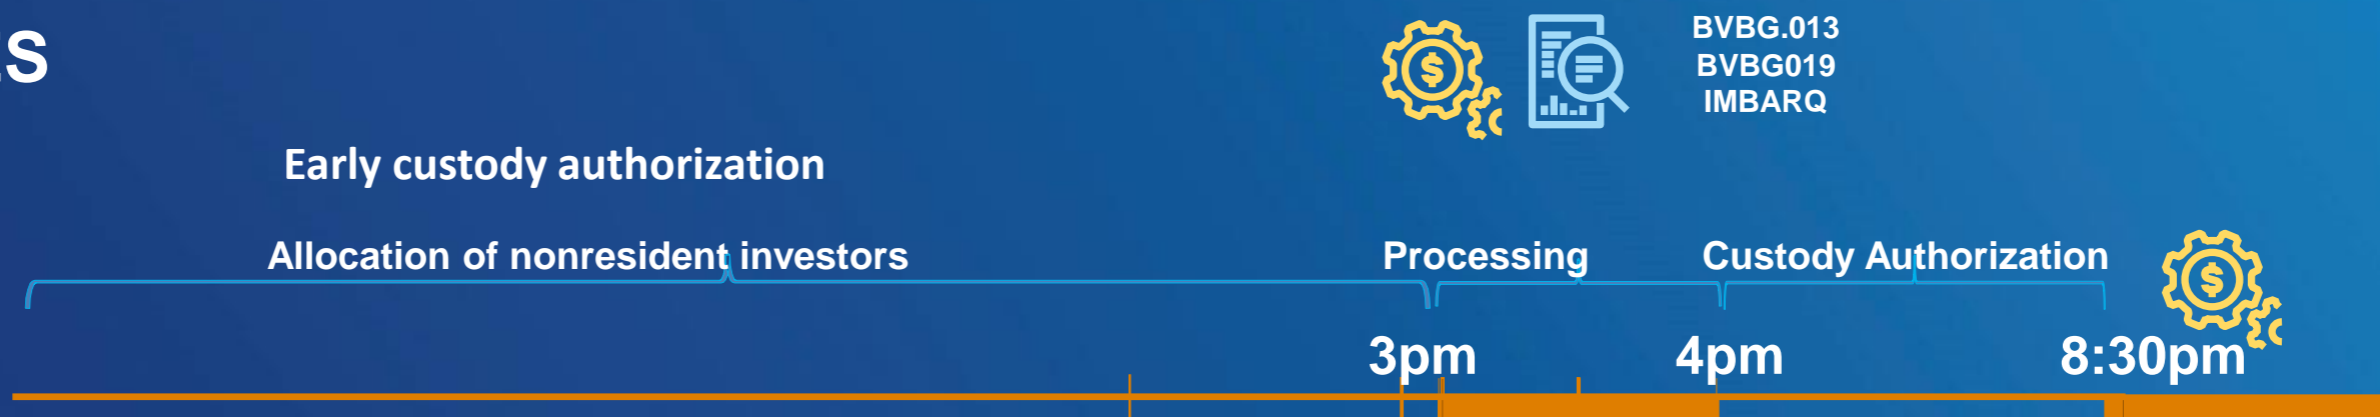 BVBG.013
BVBG019
IMBARQ
Early custody authorization
Allocation of nonresident investors
Processing
Custody Authorization
3pm
4pm
8:30pm